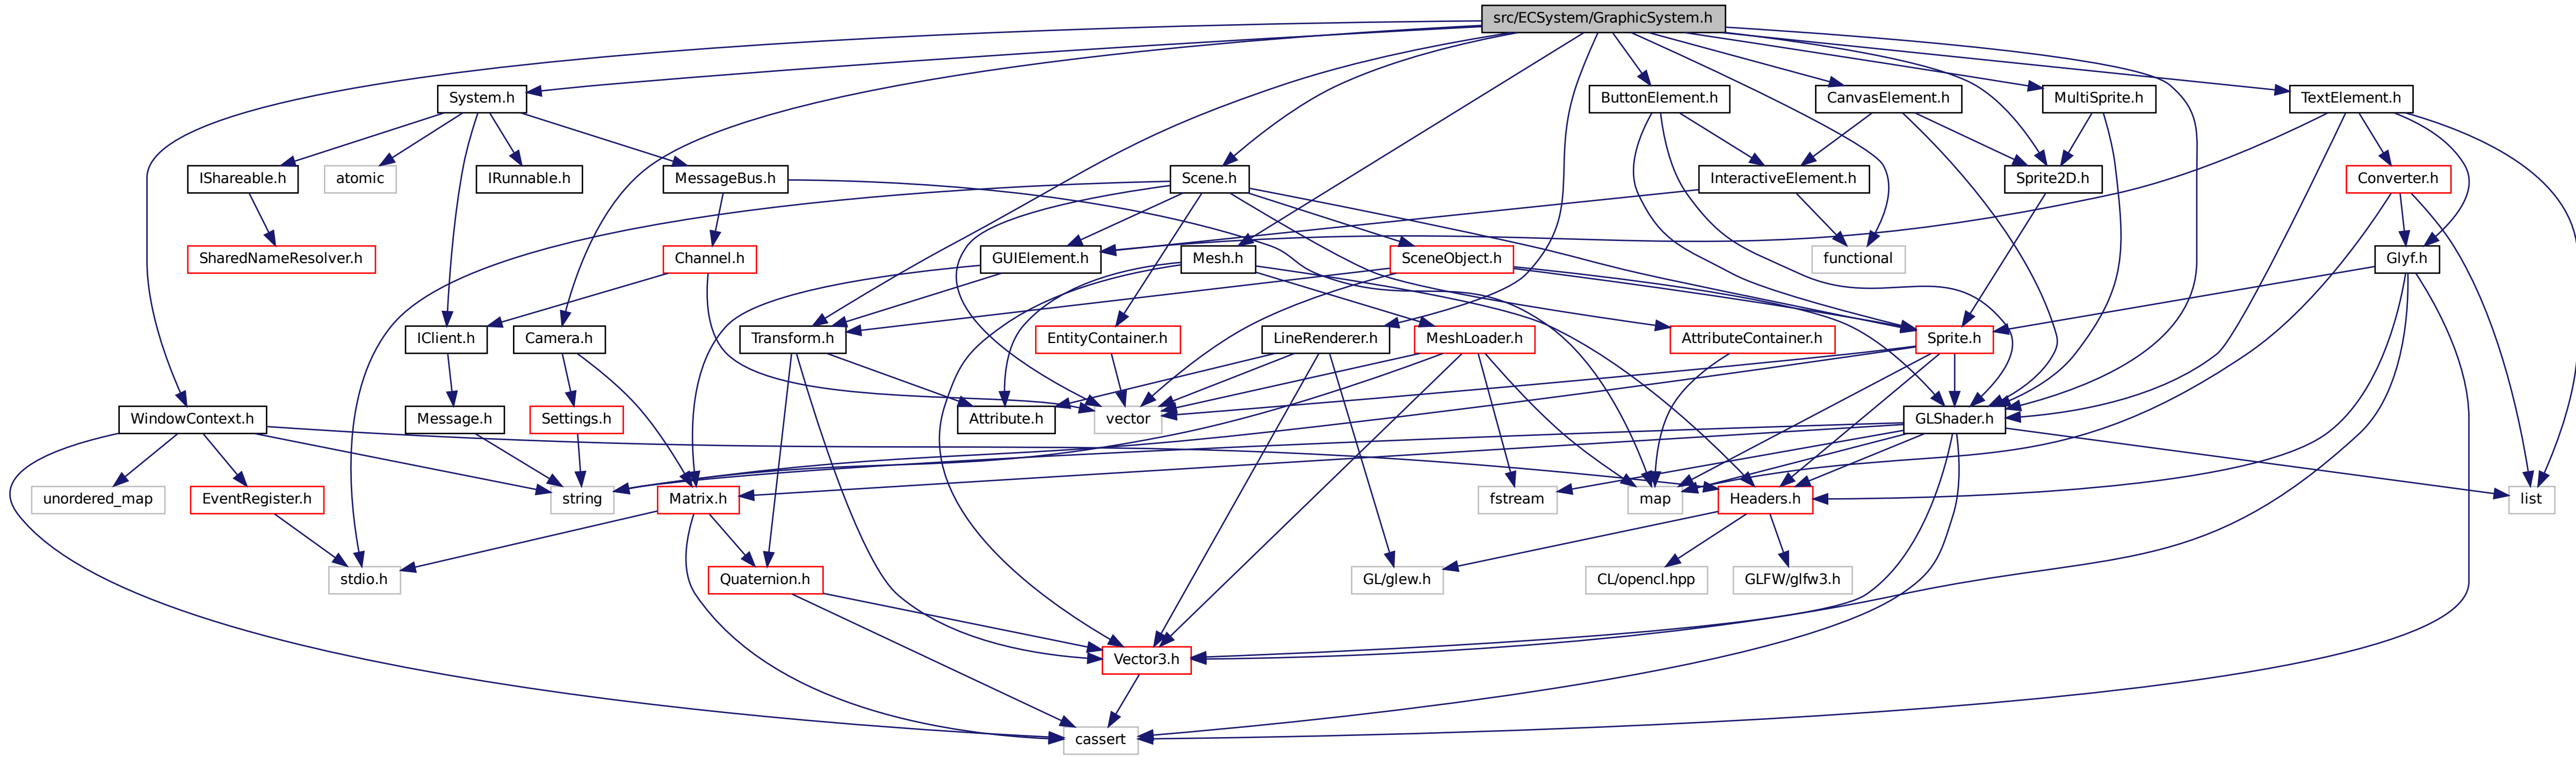 src/ECSystem/GraphicSystem.h
System.h
ButtonElement.h
CanvasElement.h
MultiSprite.h
TextElement.h
IShareable.h
atomic
IRunnable.h
MessageBus.h
Scene.h
InteractiveElement.h
Sprite2D.h
Converter.h
SharedNameResolver.h
Channel.h
GUIElement.h
Mesh.h
SceneObject.h
functional
Glyf.h
IClient.h
Camera.h
Transform.h
EntityContainer.h
LineRenderer.h
MeshLoader.h
AttributeContainer.h
Sprite.h
WindowContext.h
Message.h
Settings.h
Attribute.h
vector
GLShader.h
unordered_map
EventRegister.h
string
Matrix.h
fstream
map
Headers.h
list
stdio.h
Quaternion.h
GL/glew.h
CL/opencl.hpp
GLFW/glfw3.h
Vector3.h
cassert